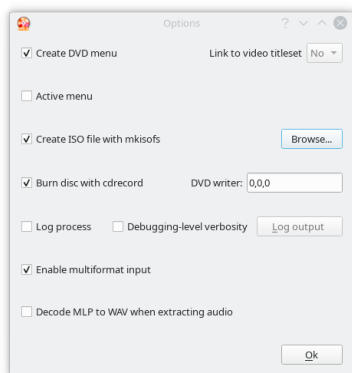 Options
Create DVD menu Link to video titleset No
Active menu
Create ISO file with mkisofs Browse...
Burn disc with cdrecord DVD writer: 0,0,0
Log process Debugging-level verbosity Log output
Enable multiformat input
Decode MLP to WAV when extracting audio
Ok